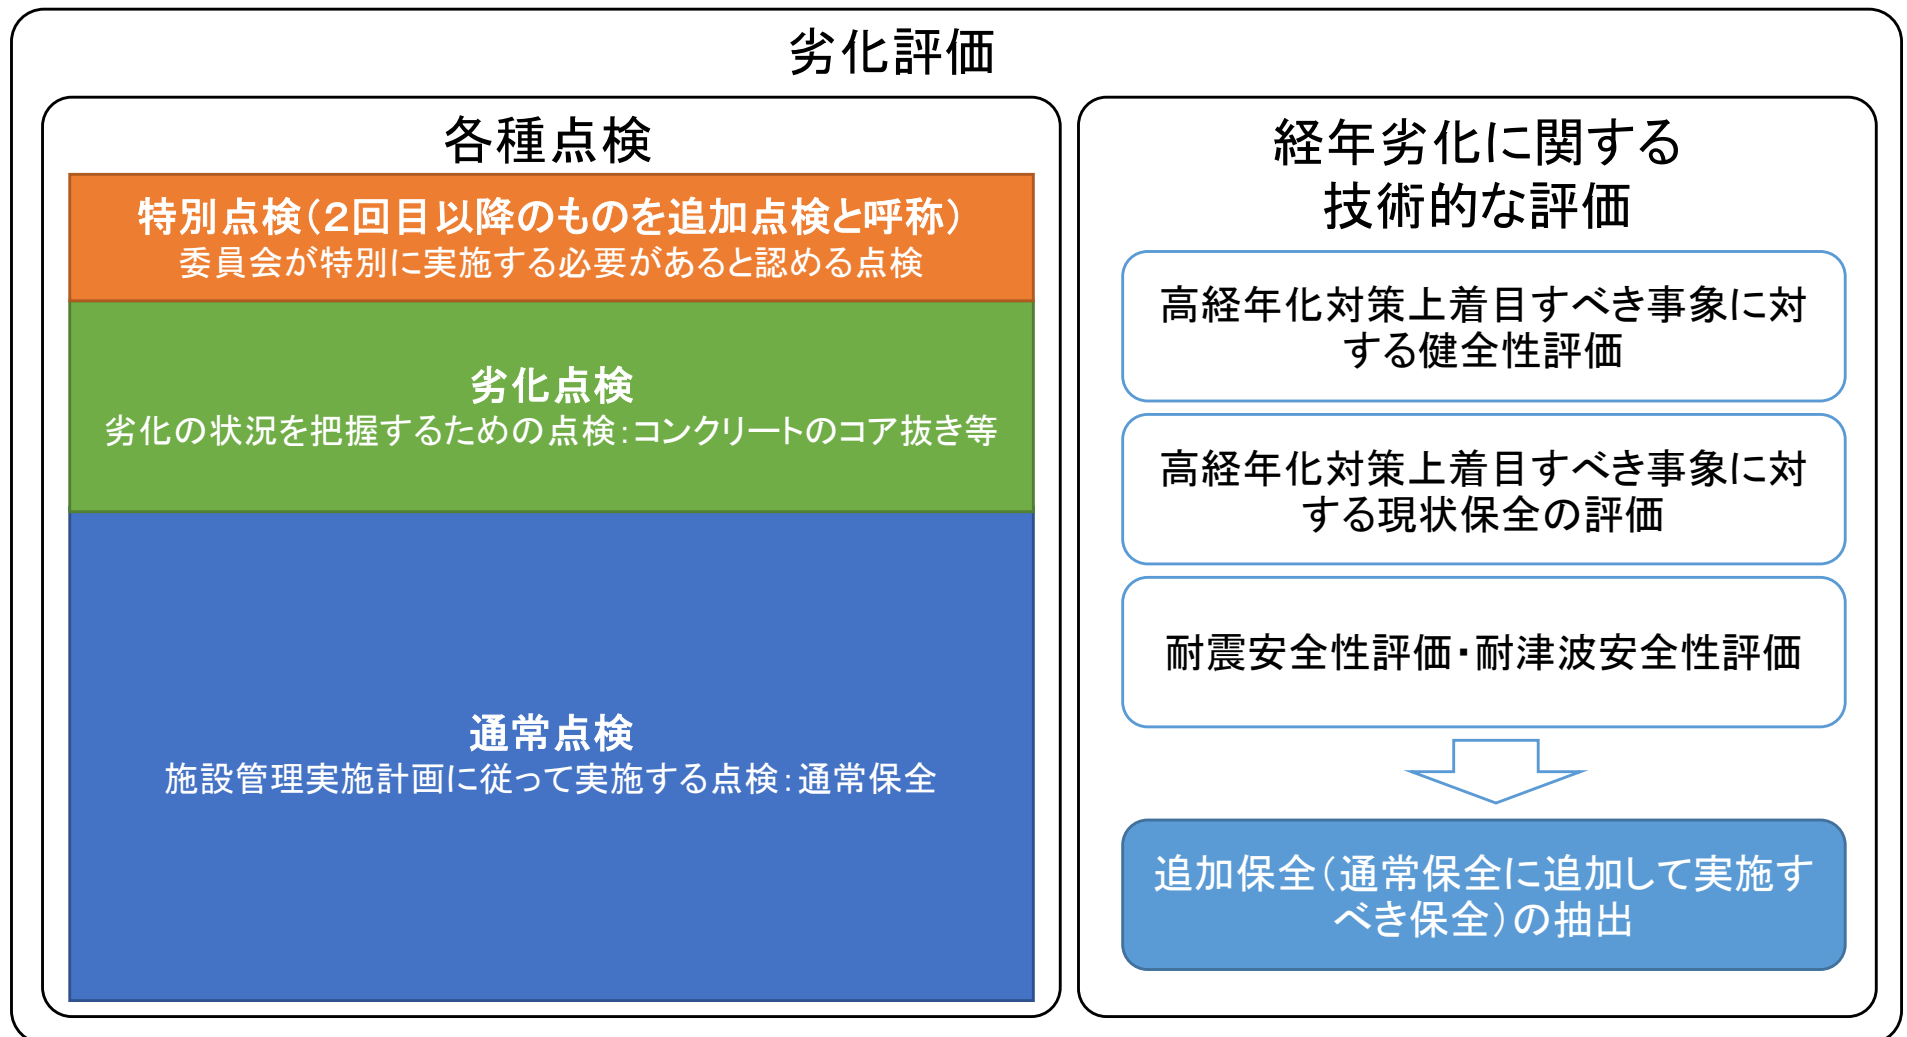 劣化評価
各種点検
特別点検（２回目以降のものを追加点検と呼称）
委員会が特別に実施する必要があると認める点検
劣化点検
劣化の状況を把握するための点検：コンクリートのコア抜き等
通常点検
施設管理実施計画に従って実施する点検：通常保全
経年劣化に関する
技術的な評価
高経年化対策上着目すべき事象に対
する健全性評価
高経年化対策上着目すべき事象に対
する現状保全の評価
耐震安全性評価・耐津波安全性評価
追加保全（通常保全に追加して実施す
べき保全）の抽出